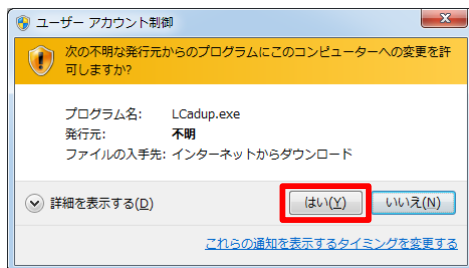 ユーザー アカウント制御
次の不明な発行元からのプログラムにこのコンピューターへの変更を許
可しますか?
プログラム名: LCadup.exe
発行元: 不明
ファイルの入手先: インターネットからダウンロード
詳細を表示する(D) はい(Y) いいえ(N)
これらの通知を表示するタイミングを変更する